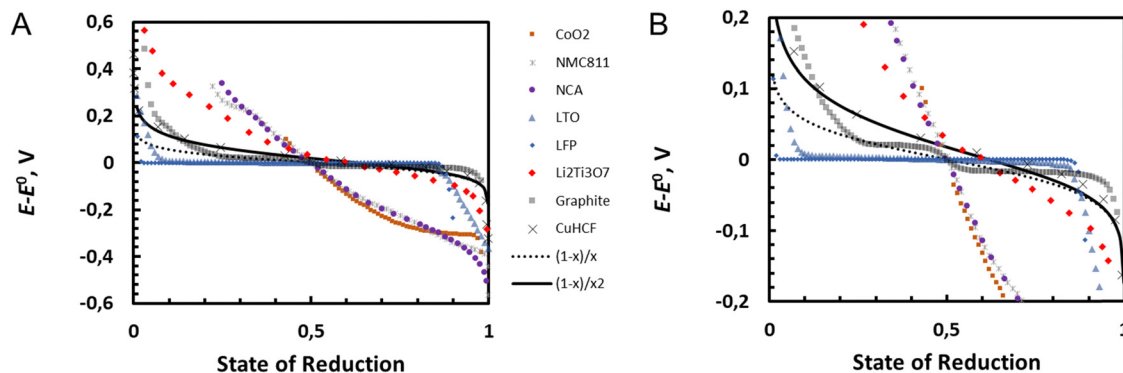 A
0,6
0,4
0,2
0
-0,2
-0,4
-0,6
E-E⁰, V
0
0,5
1
State of Reduction
CoO2
NMC811
NCA
LTO
LFP
Li2Ti3O7
Graphite
CuHCF
(1-x)/x
(1-x)/x2
B
0,2
0,1
0
-0,1
-0,2
E-E⁰, V
0
0,5
1
State of Reduction